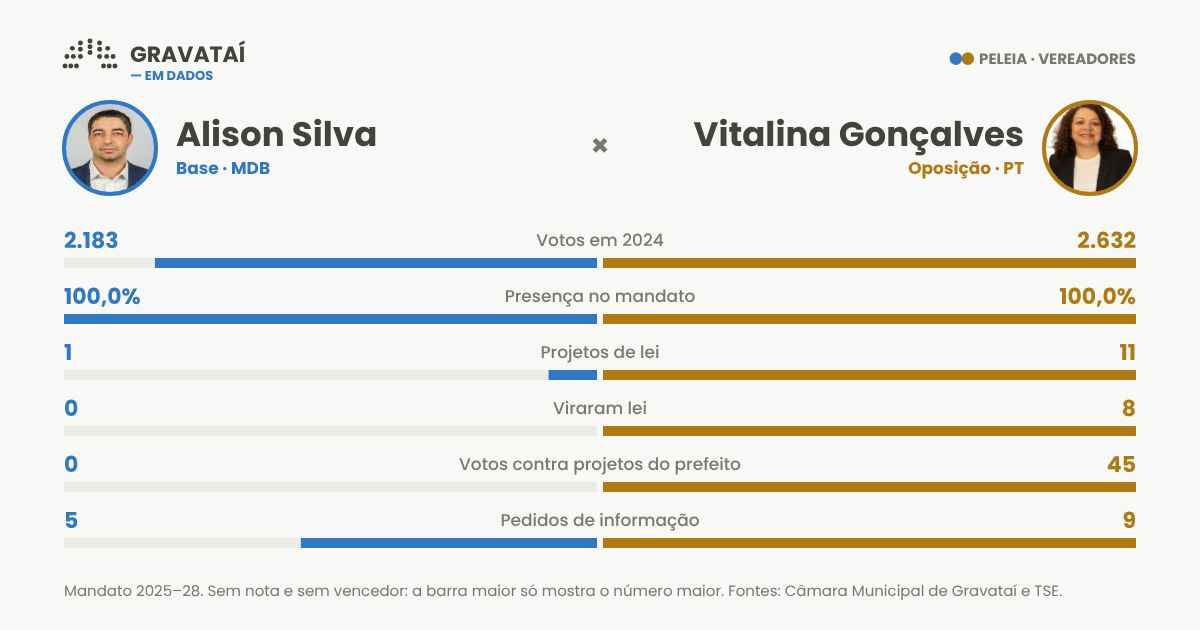 GRAVATAÍ
— EM DADOS
PELEIA · VEREADORES
Alison Silva
Base · MDB
×
Vitalina Gonçalves
Oposição · PT
2.183 Votos em 2024 2.632
100,0% Presença no mandato 100,0%
1 Projetos de lei 11
0 Viraram lei 8
0 Votos contra projetos do prefeito 45
5 Pedidos de informação 9
Mandato 2025–28. Sem nota e sem vencedor: a barra maior só mostra o número maior. Fontes: Câmara Municipal de Gravataí e TSE.